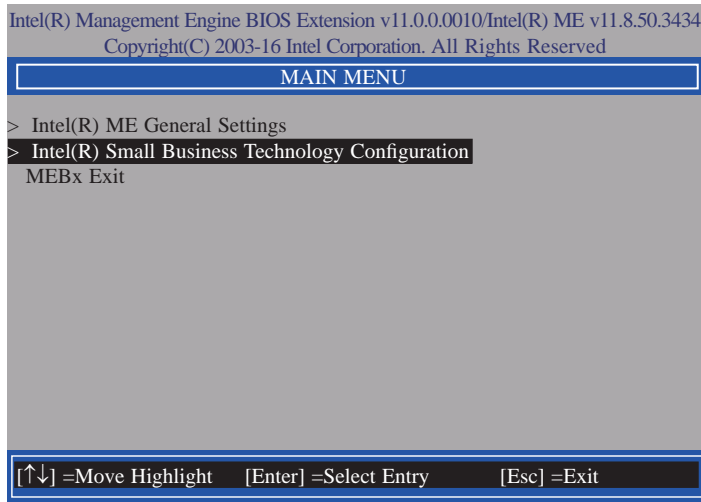 Intel(R) Management Engine BIOS Extension v11.0.0.0010/Intel(R) ME v11.8.50.3434
Copyright(C) 2003-16 Intel Corporation. All Rights Reserved
MAIN MENU
> Intel(R) ME General Settings
> Intel(R) Small Business Technology Configuration
MEBx Exit
[↑↓] =Move Highlight [Enter] =Select Entry [Esc] =Exit